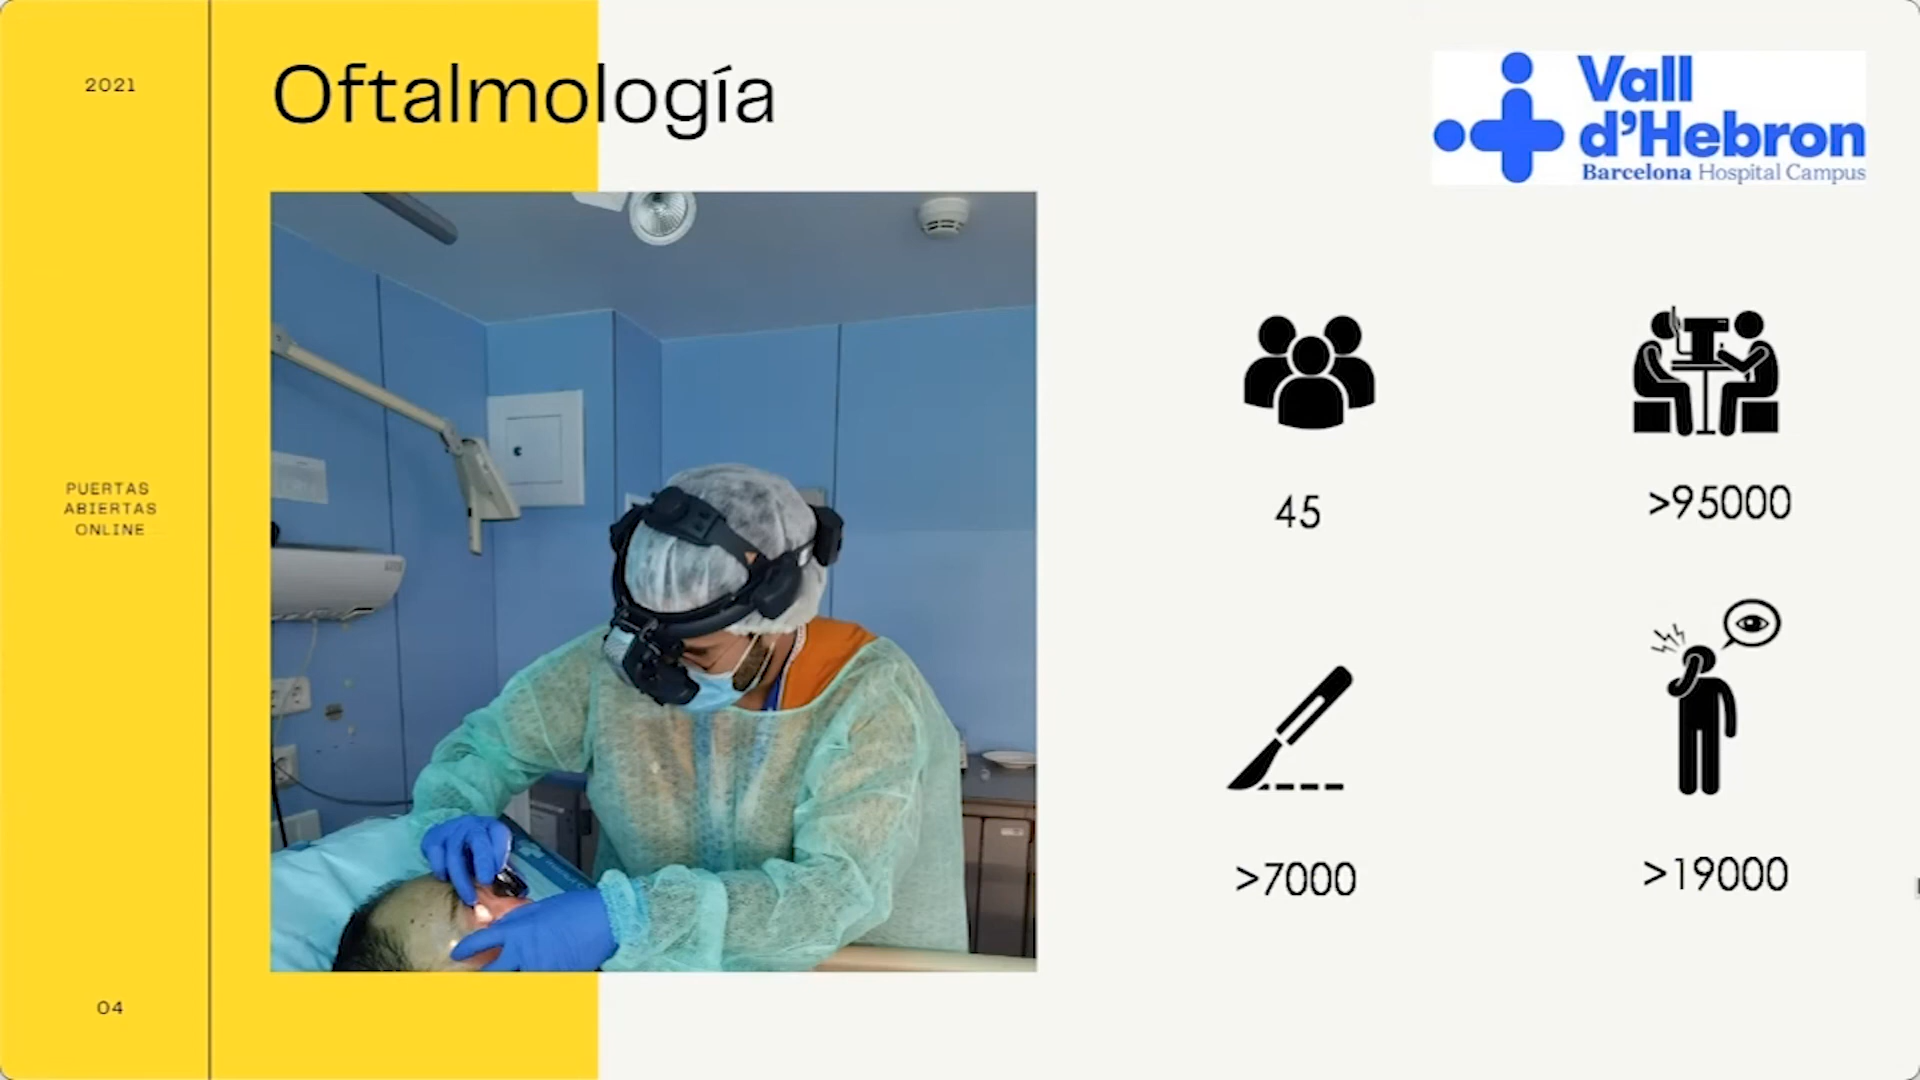 2021
Oftalmología
Vall
d'Hebron
Barcelona Hospital Campus
PUERTAS
ABIERTAS
ONLINE
45
>95000
>7000
>19000
04